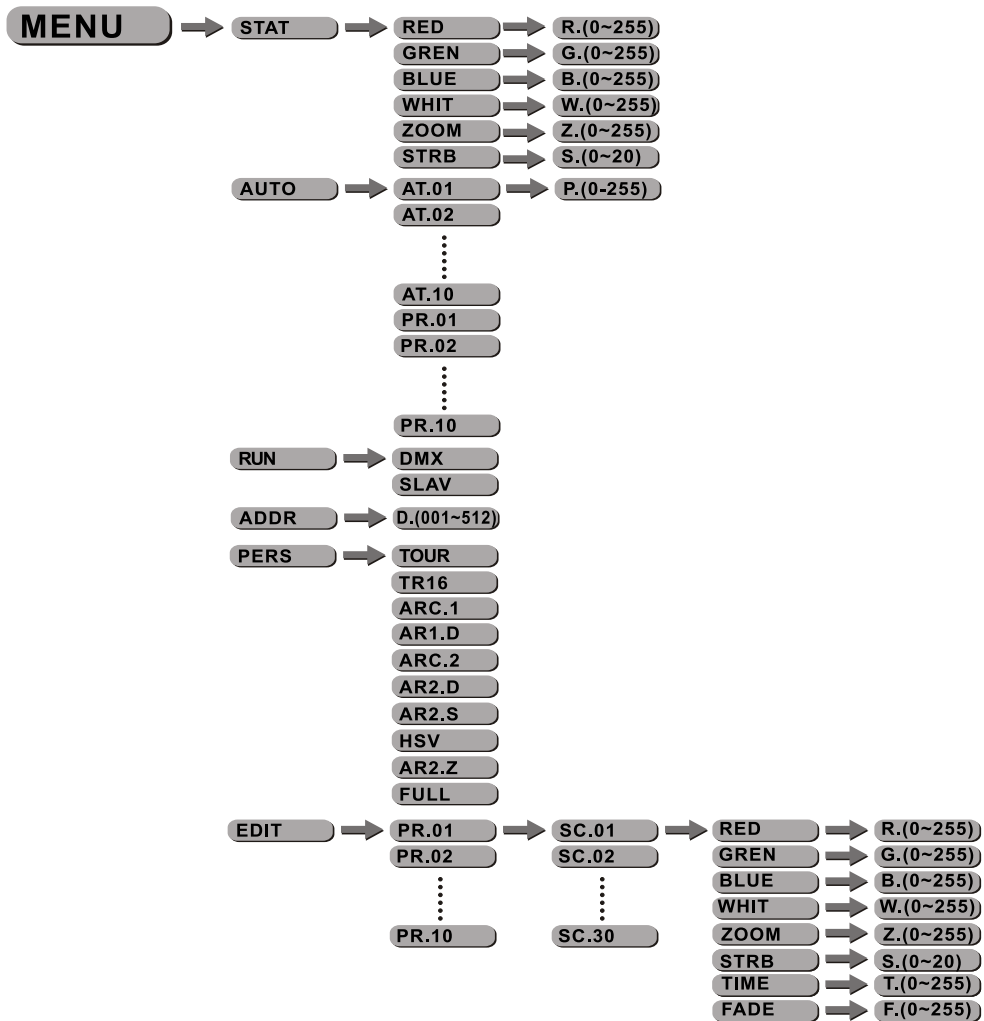 MENU STAT RED R.(0~255)
GREN G.(0~255)
BLUE B.(0~255)
WHIT W.(0~255)
ZOOM Z.(0~255)
STRB S.(0~20)
AUTO AT.01 P.(0-255)
AT.02
AT.10
PR.01
PR.02
PR.10
RUN DMX
SLAV
ADDR D.(001~512)
PERS TOUR
TR16
ARC.1
AR1.D
ARC.2
AR2.D
AR2.S
HSV
AR2.Z
FULL
EDIT PR.01 SC.01 RED R.(0~255)
PR.02 SC.02 GREN G.(0~255)
BLUE B.(0~255)
WHIT W.(0~255)
PR.10 SC.30 ZOOM Z.(0~255)
STRB S.(0~20)
TIME T.(0~255)
FADE F.(0~255)